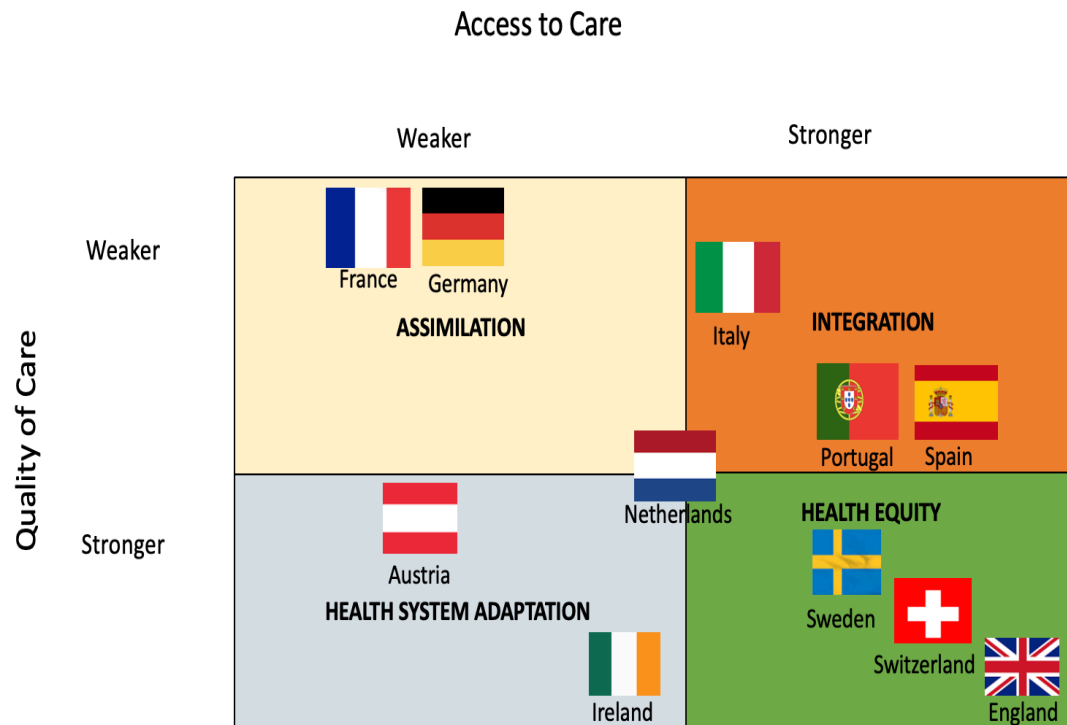 Access to Care
Weaker
Stronger
Weaker
France
Germany
ASSIMILATION
Italy
INTEGRATION
Portugal
Spain
Quality of Care
Netherlands
HEALTH EQUITY
Stronger
Austria
HEALTH SYSTEM ADAPTATION
Sweden
Switzerland
Ireland
England